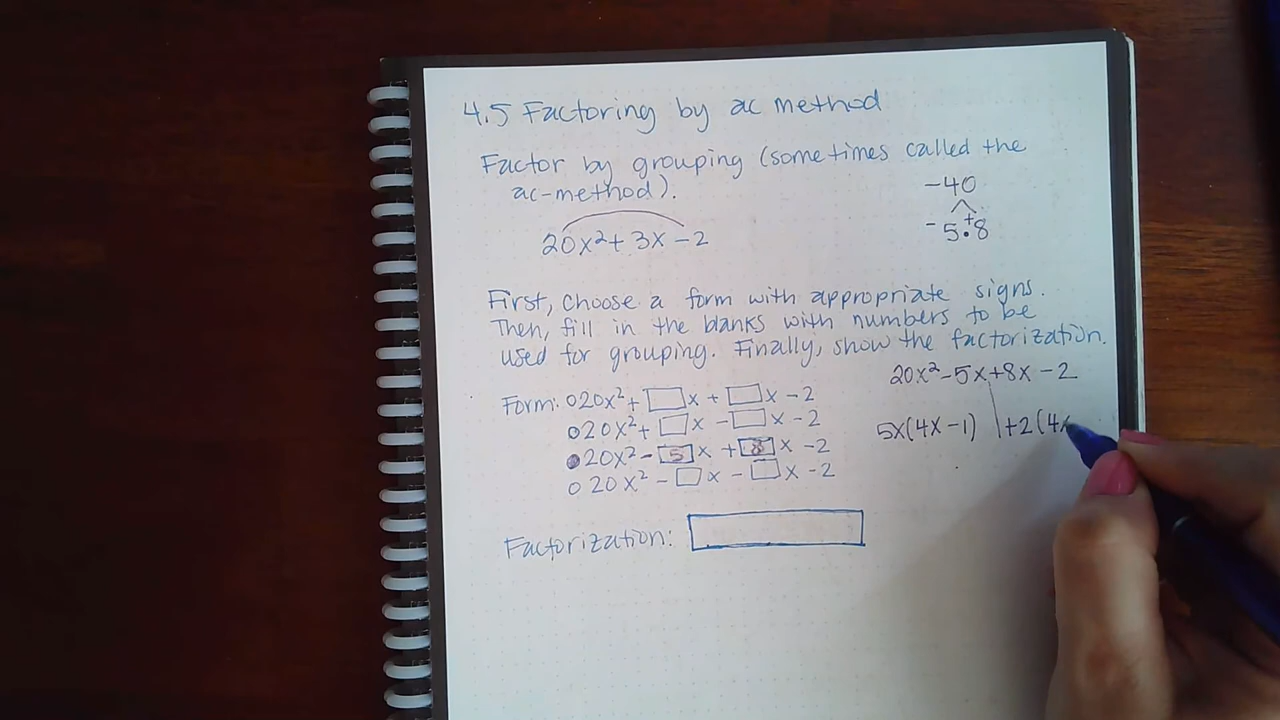 4.5 Factoring by ac method
Factor by grouping (sometimes called the
ac-method).
-40
-5 · +8
20x² + 3x - 2
First, choose a form with appropriate signs.
Then, fill in the blanks with numbers to be
used for grouping. Finally, show the factorization.
20x² - 5x + 8x - 2
5x(4x - 1) + 2(4x
Form: 20x² + x + x - 2
20x² + x - x - 2
20x² - 5 x + 8 x - 2
20x² - x - x - 2
Factorization: